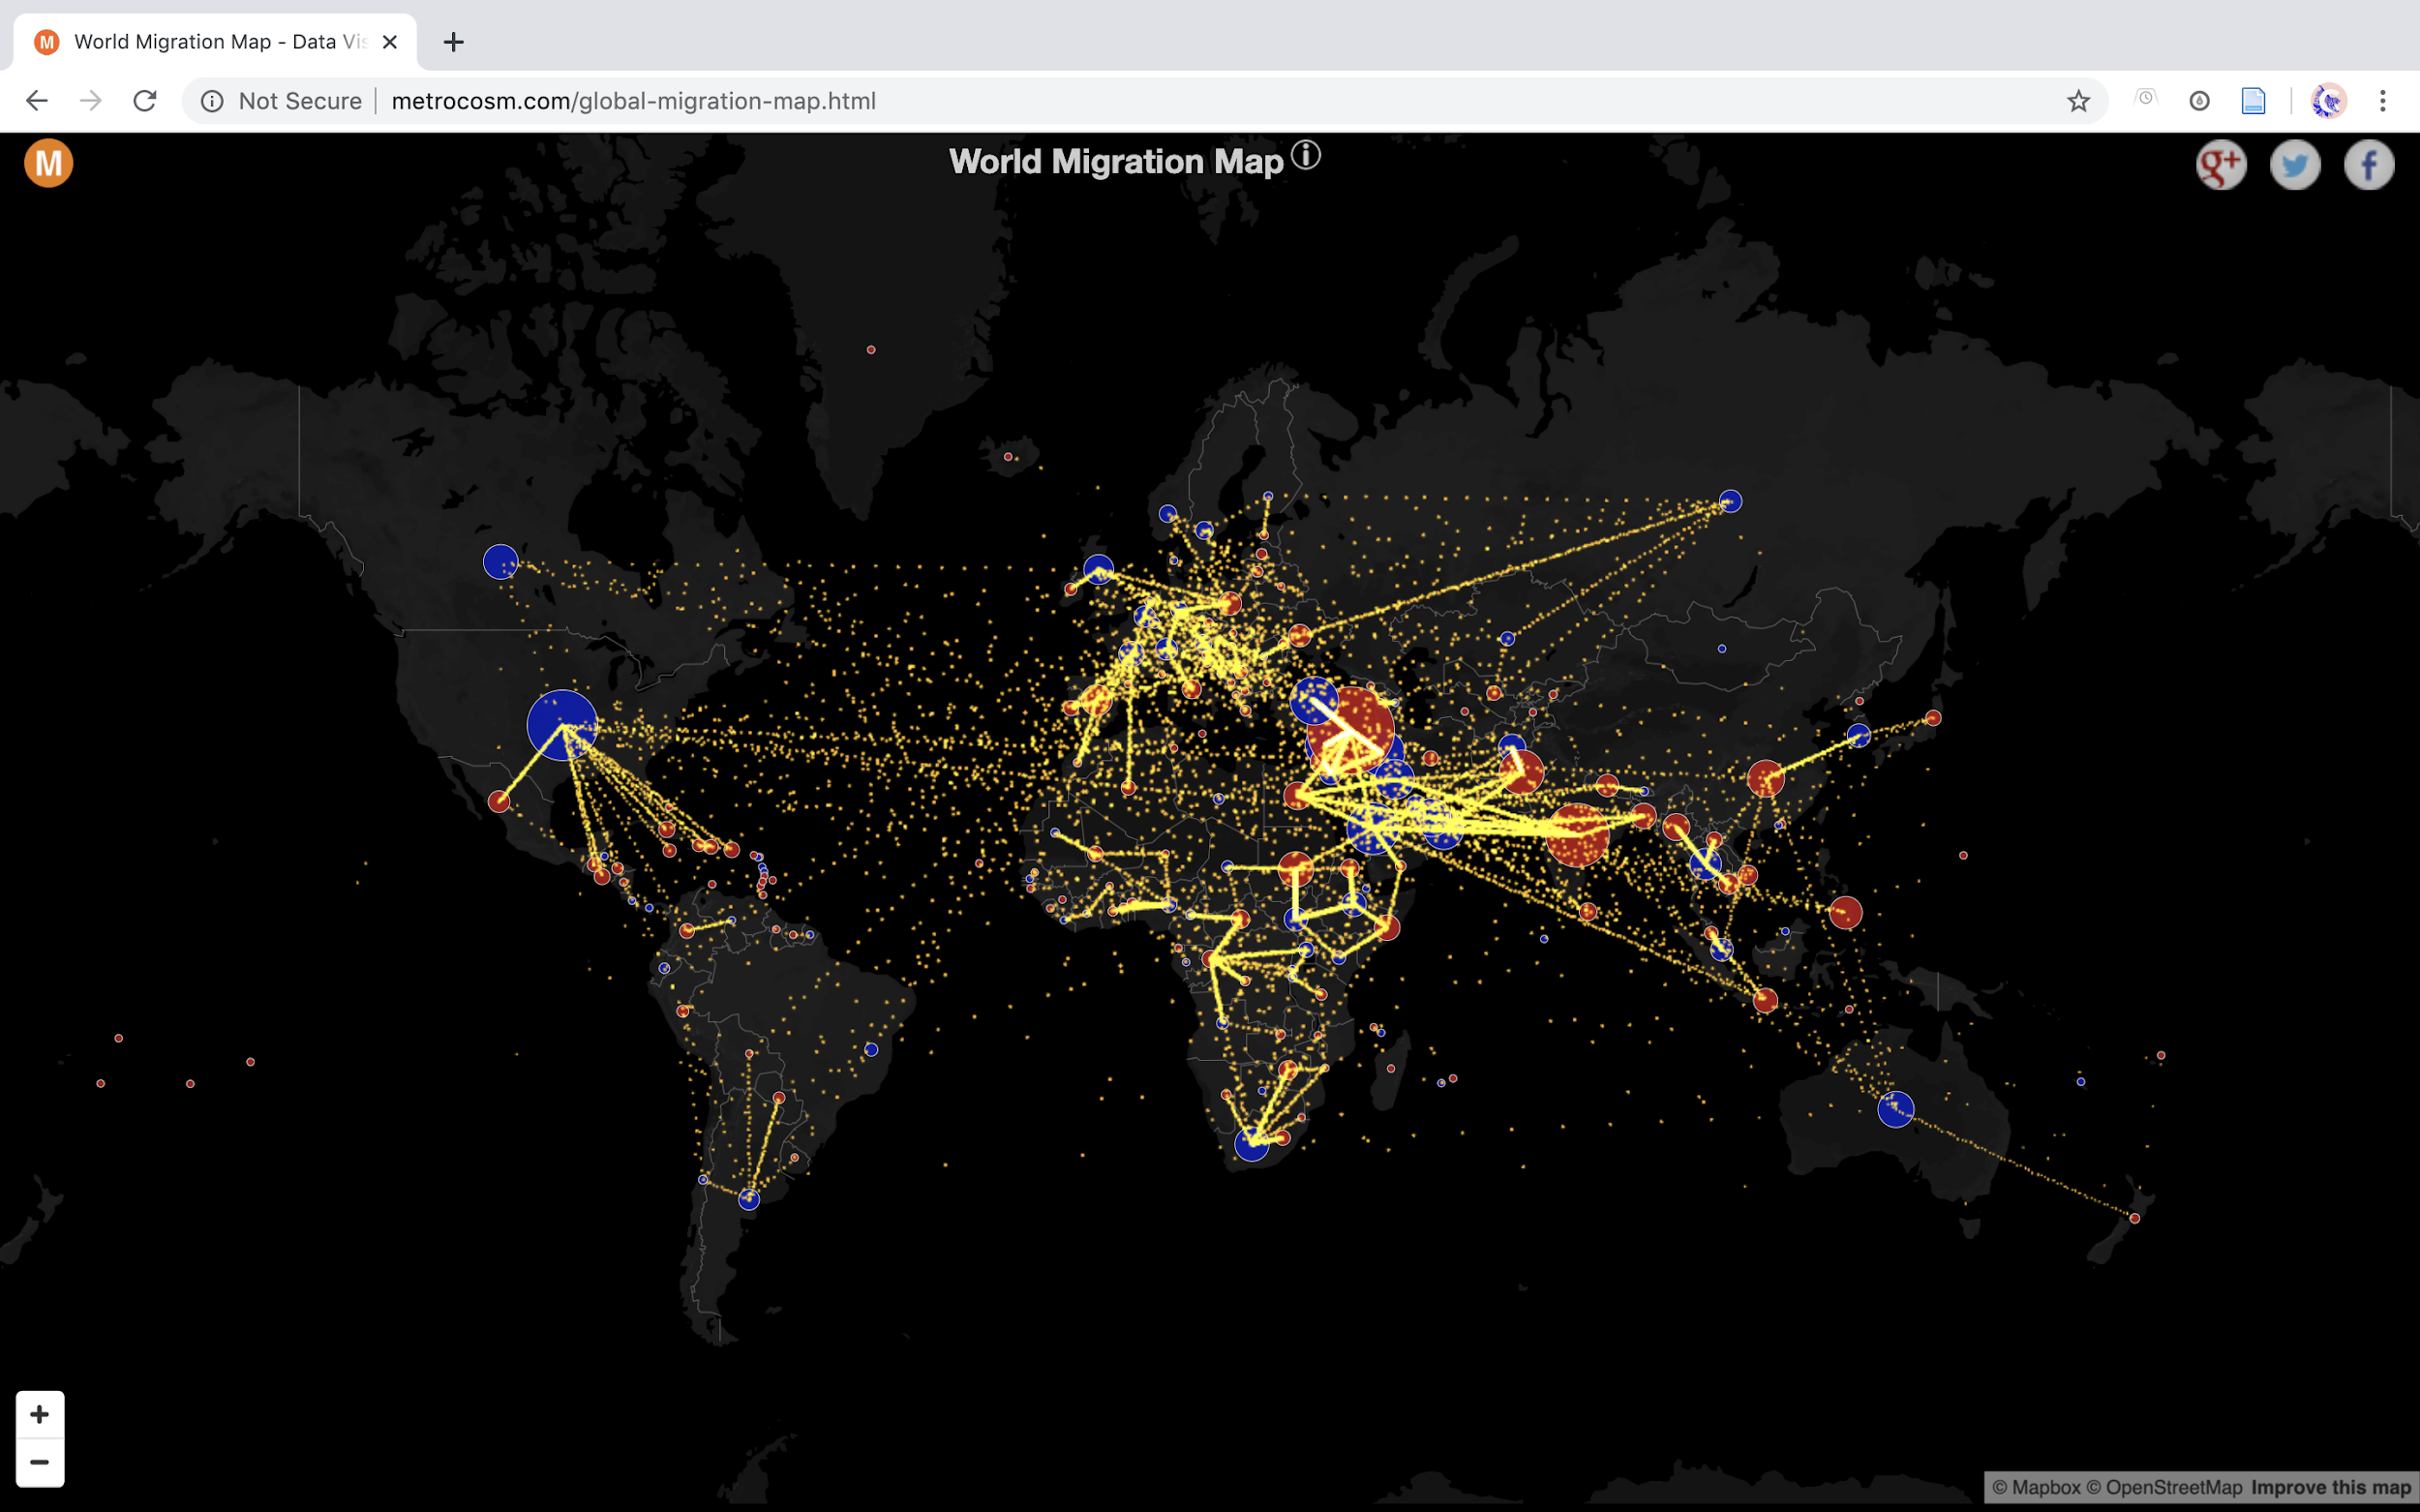 M World Migration Map - Data Vis
Not Secure metrocosm.com/global-migration-map.html
M
World Migration Map i
g+ f
+
−
© Mapbox © OpenStreetMap Improve this map